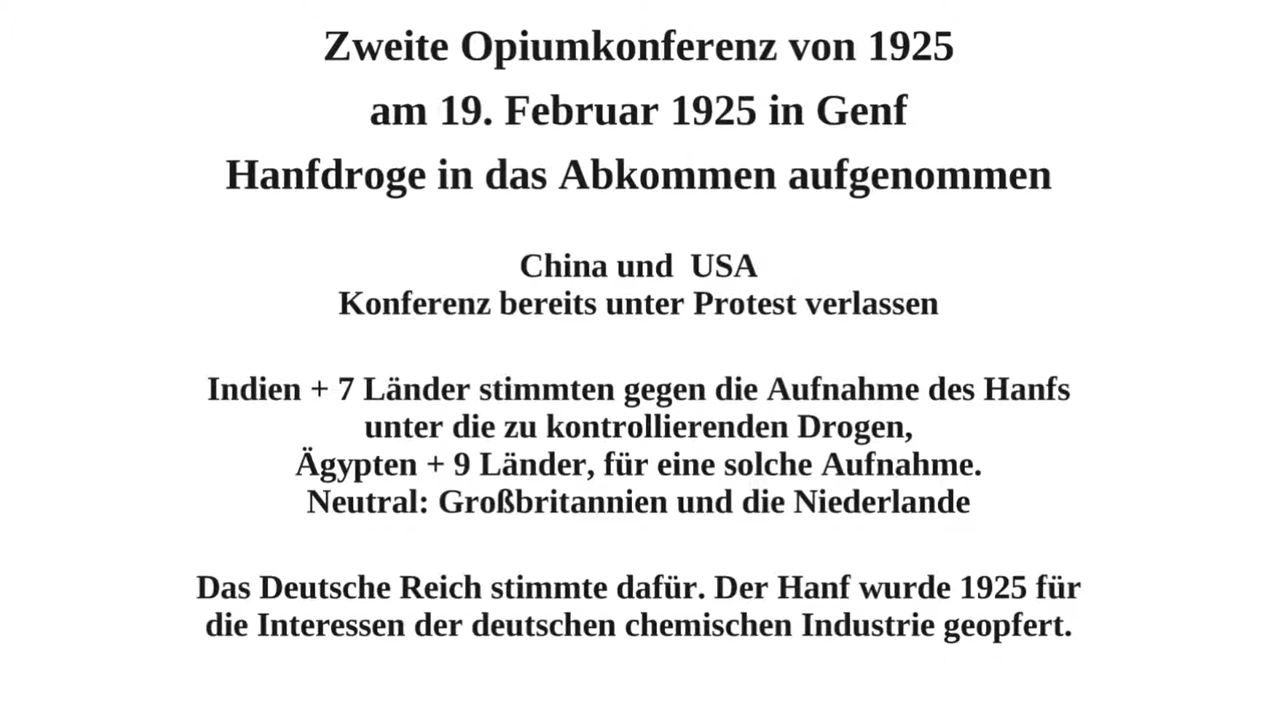 Zweite Opiumkonferenz von 1925
am 19. Februar 1925 in Genf
Hanfdroge in das Abkommen aufgenommen
China und  USA
Konferenz bereits unter Protest verlassen
Indien + 7 Länder stimmten gegen die Aufnahme des Hanfs
unter die zu kontrollierenden Drogen,
Ägypten + 9 Länder, für eine solche Aufnahme.
Neutral: Großbritannien und die Niederlande
Das Deutsche Reich stimmte dafür. Der Hanf wurde 1925 für
die Interessen der deutschen chemischen Industrie geopfert.